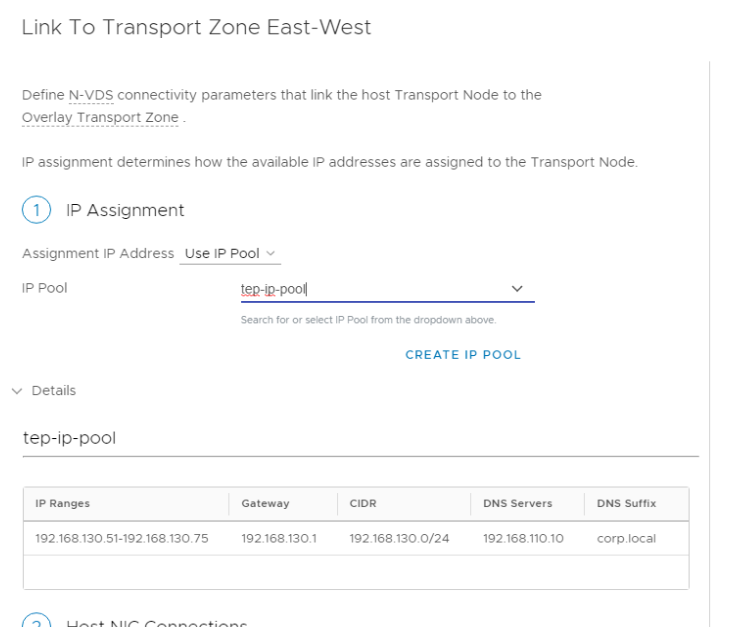 Link To Transport Zone East-West
Define N-VDS connectivity parameters that link the host Transport Node to the
Overlay Transport Zone .
IP assignment determines how the available IP addresses are assigned to the Transport Node.
1 IP Assignment
Assignment IP Address Use IP Pool
IP Pool tep-ip-pool
Search for or select IP Pool from the dropdown above.
CREATE IP POOL
Details
tep-ip-pool
IP Ranges Gateway CIDR DNS Servers DNS Suffix
192.168.130.51-192.168.130.75 192.168.130.1 192.168.130.0/24 192.168.110.10 corp.local
2 Host NIC Connections